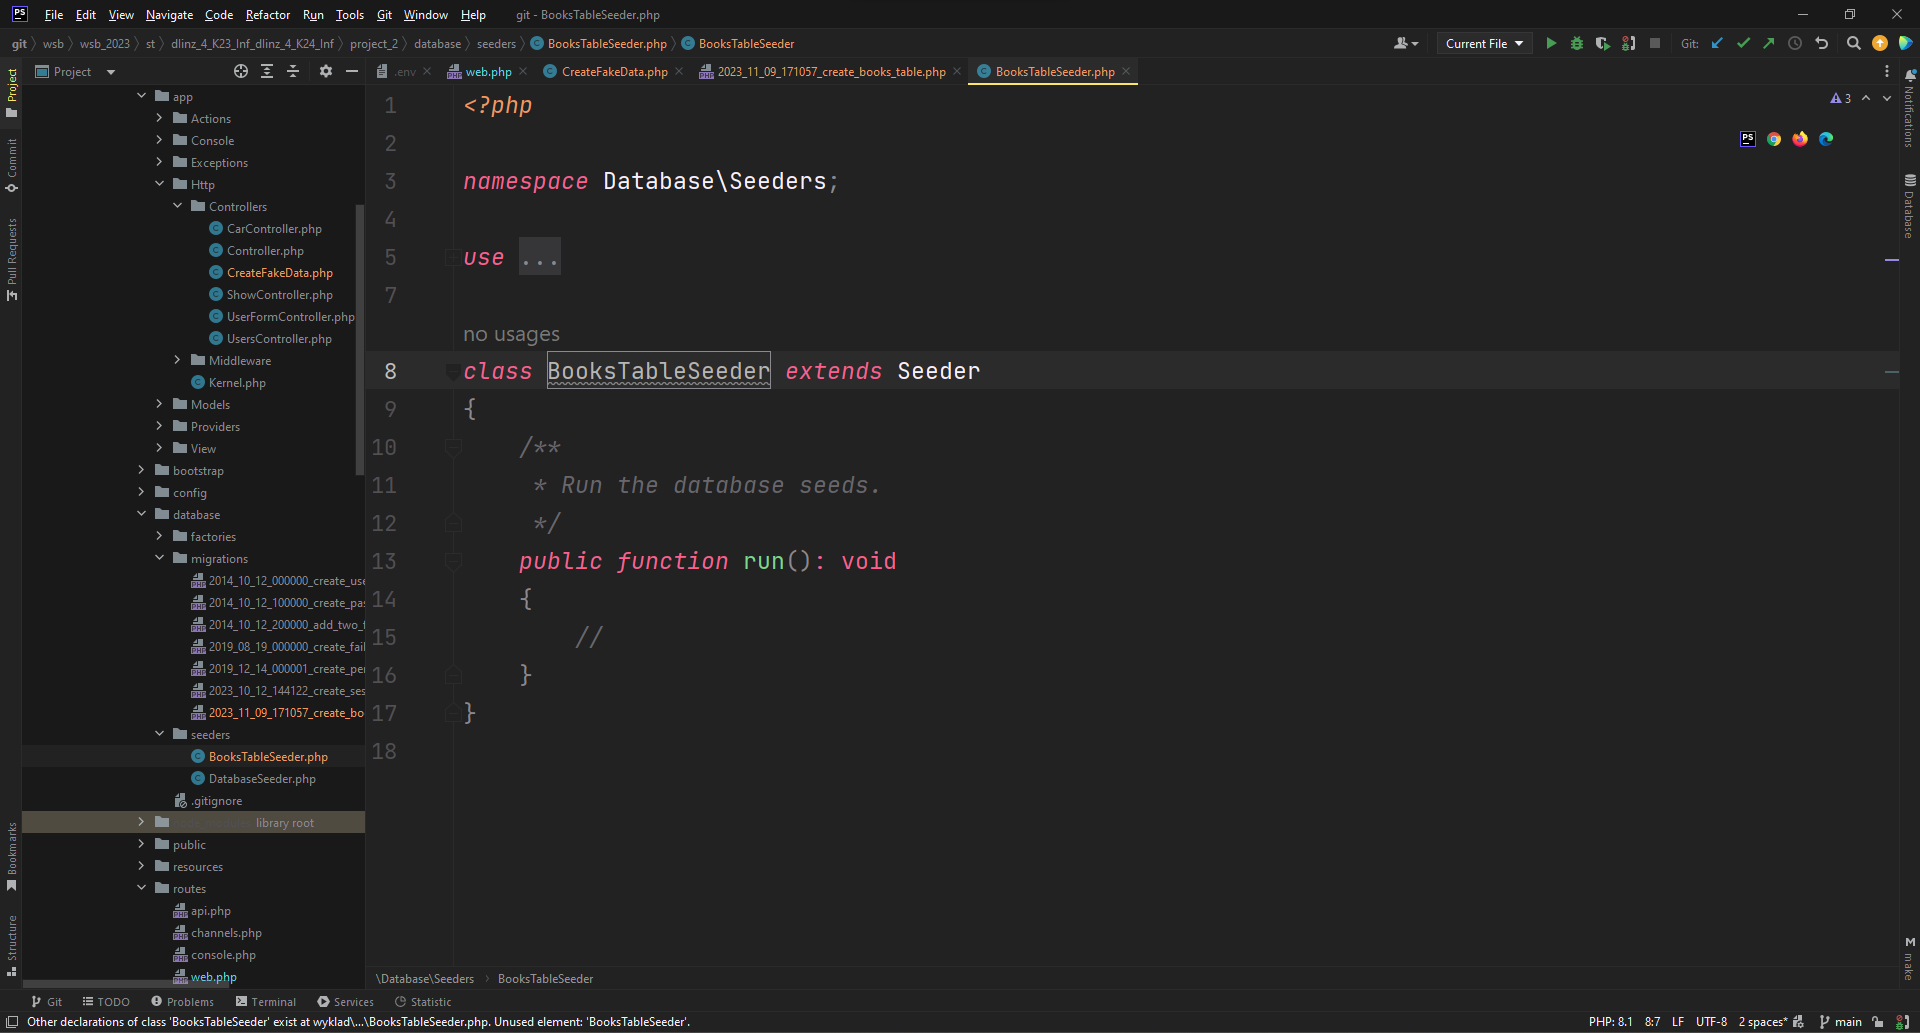 PS File Edit View Navigate Code Refactor Run Tools Git Window Help git - BooksTableSeeder.php
git wsb wsb_2023 st dlinz_4_K23_Inf_dlinz_4_K24_Inf project_2 database seeders BooksTableSeeder.php BooksTableSeeder Current File Git:
Project .env web.php CreateFakeData.php 2023_11_09_171057_create_books_table.php BooksTableSeeder.php
Project
Commit
Pull Requests
Bookmarks
Structure
app
Actions
Console
Exceptions
Http
Controllers
CarController.php
Controller.php
CreateFakeData.php
ShowController.php
UserFormController.php
UsersController.php
Middleware
Kernel.php
Models
Providers
View
bootstrap
config
database
factories
migrations
2014_10_12_000000_create_use
2014_10_12_100000_create_pas
2014_10_12_200000_add_two_f
2019_08_19_000000_create_fail
2019_12_14_000001_create_per
2023_10_12_144122_create_ses
2023_11_09_171057_create_bo
seeders
BooksTableSeeder.php
DatabaseSeeder.php
.gitignore
library root
public
resources
routes
api.php
channels.php
console.php
web.php
1 <?php
2
3 namespace Database\Seeders;
4
5 use ...
7
no usages
8 class BooksTableSeeder extends Seeder
9 {
10 /**
11 * Run the database seeds.
12 */
13 public function run(): void
14 {
15 //
16 }
17 }
18
3
PS
Notifications
Database
M make
\Database\Seeders BooksTableSeeder
Git TODO Problems Terminal Services Statistic
Other declarations of class 'BooksTableSeeder' exist at wyklad\...\BooksTableSeeder.php. Unused element: 'BooksTableSeeder'. PHP: 8.1 8:7 LF UTF-8 2 spaces* main